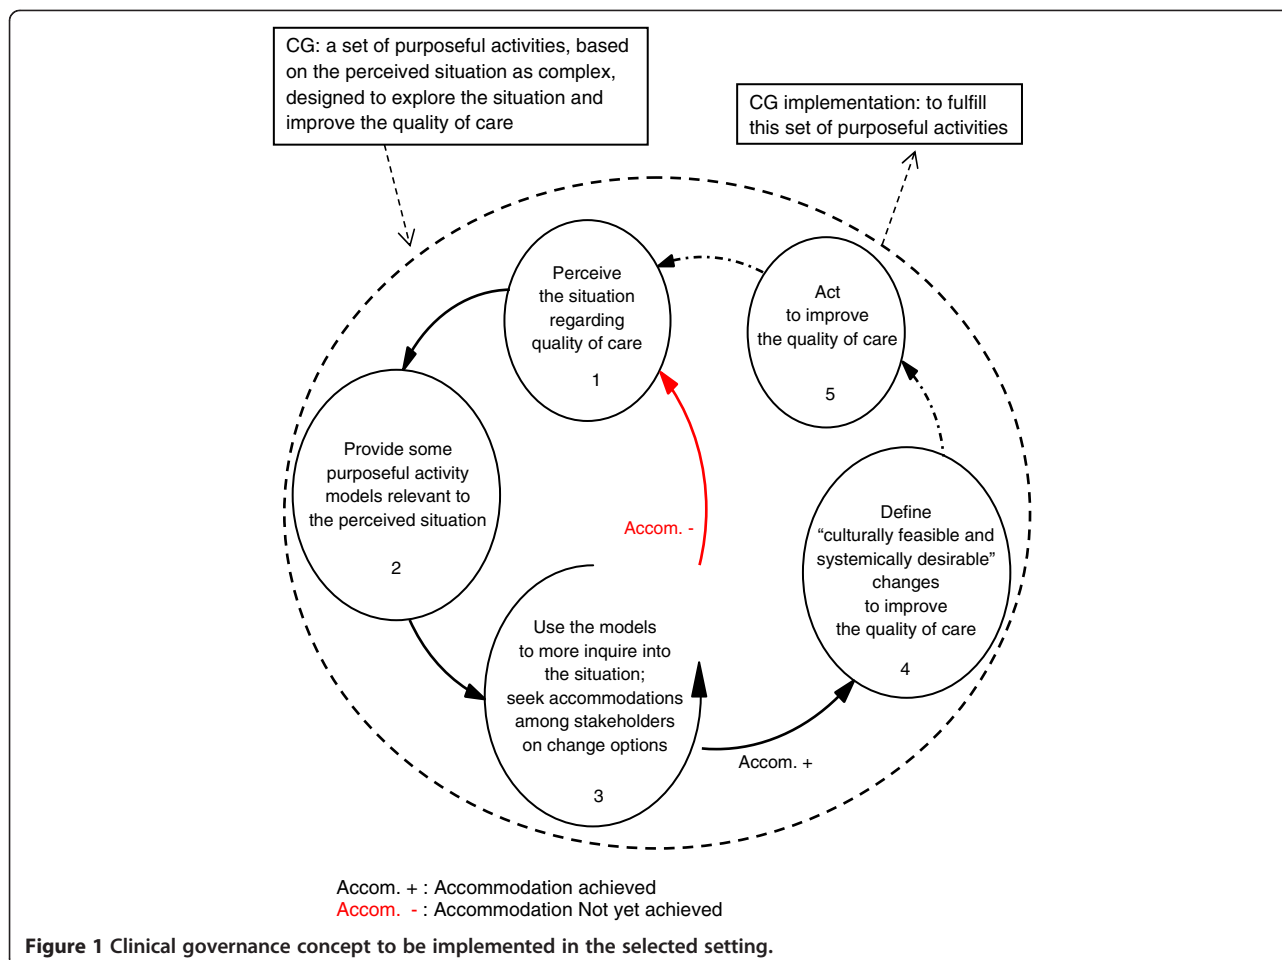 CG: a set of purposeful activities, based
on the perceived situation as complex,
designed to explore the situation and
improve the quality of care
CG implementation: to fulfill
this set of purposeful activities
Perceive
the situation
regarding
quality of care
1
Act
to improve
the quality of care
5
Provide some
purposeful activity
models relevant to
the perceived situation
2
Accom. -
Define
“culturally feasible and
systemically desirable”
changes
to improve
the quality of care
4
Use the models
to more inquire into
the situation;
seek accommodations
among stakeholders
on change options
3
Accom. +
Accom. + : Accommodation achieved
Accom. - : Accommodation Not yet achieved
Figure 1 Clinical governance concept to be implemented in the selected setting.